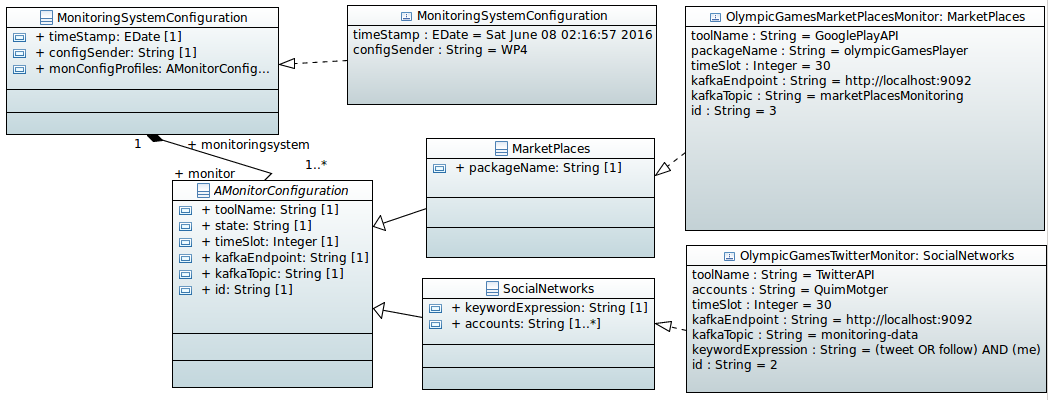 MonitoringSystemConfiguration
+ timeStamp: EDate [1]
+ configSender: String [1]
+ monConfigProfiles: AMonitorConfig...
MonitoringSystemConfiguration
timeStamp : EDate = Sat June 08 02:16:57 2016
configSender : String = WP4
OlympicGamesMarketPlacesMonitor: MarketPlaces
toolName : String = GooglePlayAPI
packageName : String = olympicGamesPlayer
timeSlot : Integer = 30
kafkaEndpoint : String = http://localhost:9092
kafkaTopic : String = marketPlacesMonitoring
id : String = 3
1
+ monitoringsystem
1..*
+ monitor
AMonitorConfiguration
+ toolName: String [1]
+ state: String [1]
+ timeSlot: Integer [1]
+ kafkaEndpoint: String [1]
+ kafkaTopic: String [1]
+ id: String [1]
MarketPlaces
+ packageName: String [1]
SocialNetworks
+ keywordExpression: String [1]
+ accounts: String [1..*]
OlympicGamesTwitterMonitor: SocialNetworks
toolName : String = TwitterAPI
accounts : String = QuimMotger
timeSlot : Integer = 30
kafkaEndpoint : String = http://localhost:9092
kafkaTopic : String = monitoring-data
keywordExpression : String = (tweet OR follow) AND (me)
id : String = 2